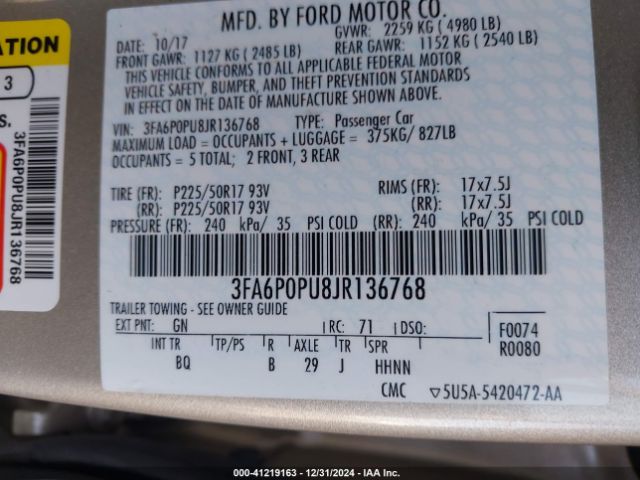 MFD. BY FORD MOTOR CO.
DATE: 10/17
GVWR: 2259 KG ( 4980 LB)
FRONT GAWR: 1127 KG ( 2485 LB)
REAR GAWR: 1152 KG ( 2540 LB)
THIS VEHICLE CONFORMS TO ALL APPLICABLE FEDERAL MOTOR
VEHICLE SAFETY, BUMPER, AND THEFT PREVENTION STANDARDS
IN EFFECT ON THE DATE OF MANUFACTURE SHOWN ABOVE.
VIN: 3FA6P0PU8JR136768 TYPE: Passenger Car
MAXIMUM LOAD = OCCUPANTS + LUGGAGE = 375KG/ 827LB
OCCUPANTS = 5 TOTAL; 2 FRONT, 3 REAR
TIRE (FR): P225/50R17 93V RIMS (FR): 17x7.5J
(RR): P225/50R17 93V (RR): 17x7.5J
PRESSURE (FR): 240 kPa/ 35 PSI COLD (RR): 240 kPa/ 35 PSI COLD
3FA6P0PU8JR136768
TRAILER TOWING - SEE OWNER GUIDE
EXT PNT: GN RC: 71 DSO:
F0074
R0080
INT TR TP/PS R AXLE TR SPR
BQ B 29 J HHNN
CMC ▽5U5A-5420472-AA
ATION
3
S.
3FA6P0PU8JR136768
000-41219163 - 12/31/2024 - IAA Inc.